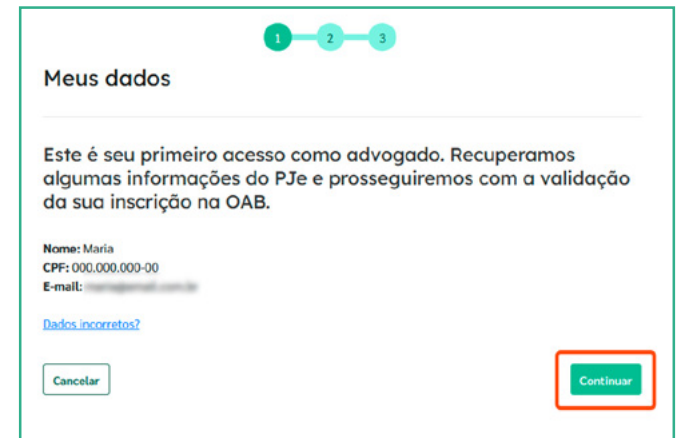 1 2 3
Meus dados
Este é seu primeiro acesso como advogado. Recuperamos
algumas informações do PJe e prosseguiremos com a validação
da sua inscrição na OAB.
Nome: Maria
CPF: 000.000.000-00
E-mail:
Dados incorretos?
Cancelar
Continuar